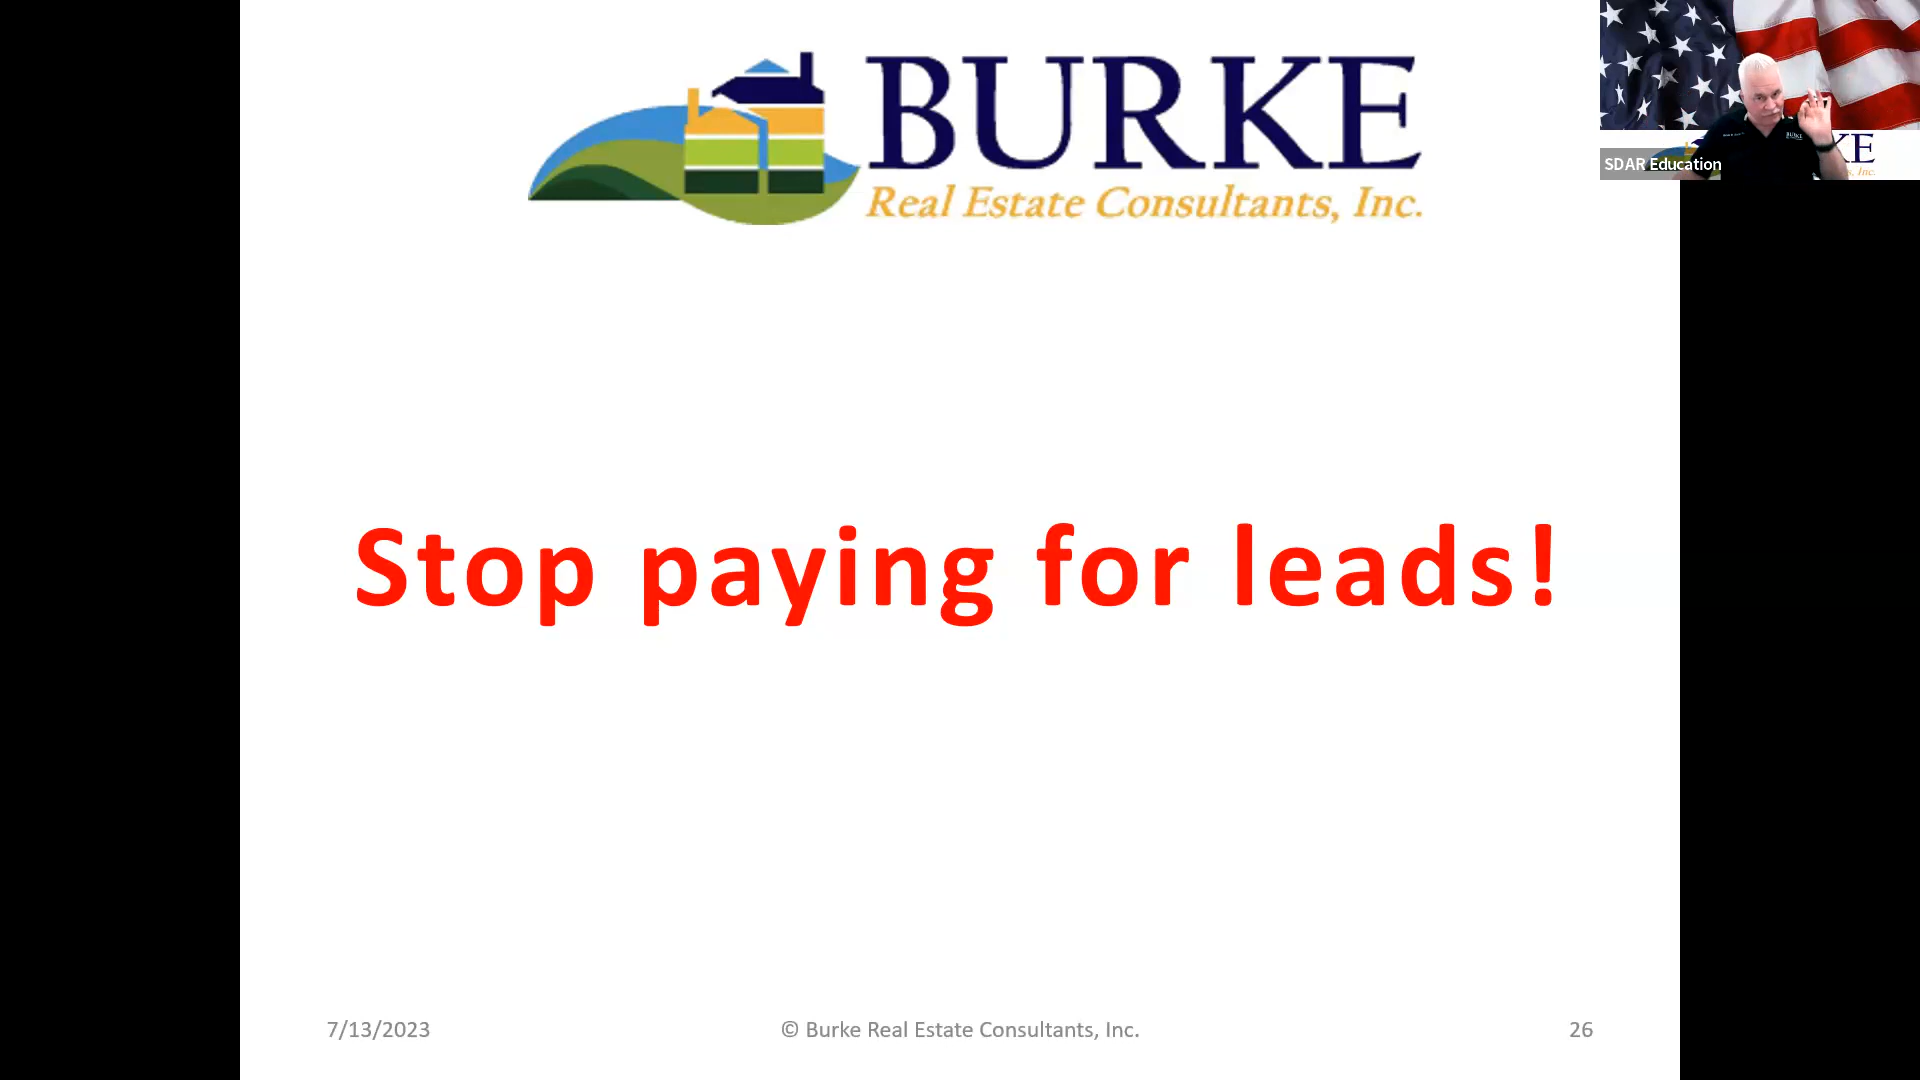 BURKE
Real Estate Consultants, Inc.
SDAR Education
Stop paying for leads!
7/13/2023
© Burke Real Estate Consultants, Inc.
26